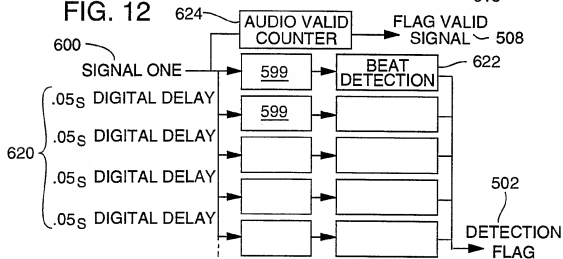 FIG. 12
624
AUDIO VALID
COUNTER
FLAG VALID
SIGNAL
508
600
SIGNAL ONE
599
BEAT
DETECTION
622
.05s DIGITAL DELAY
599
.05s DIGITAL DELAY
620
.05s DIGITAL DELAY
.05s DIGITAL DELAY
502
DETECTION
FLAG